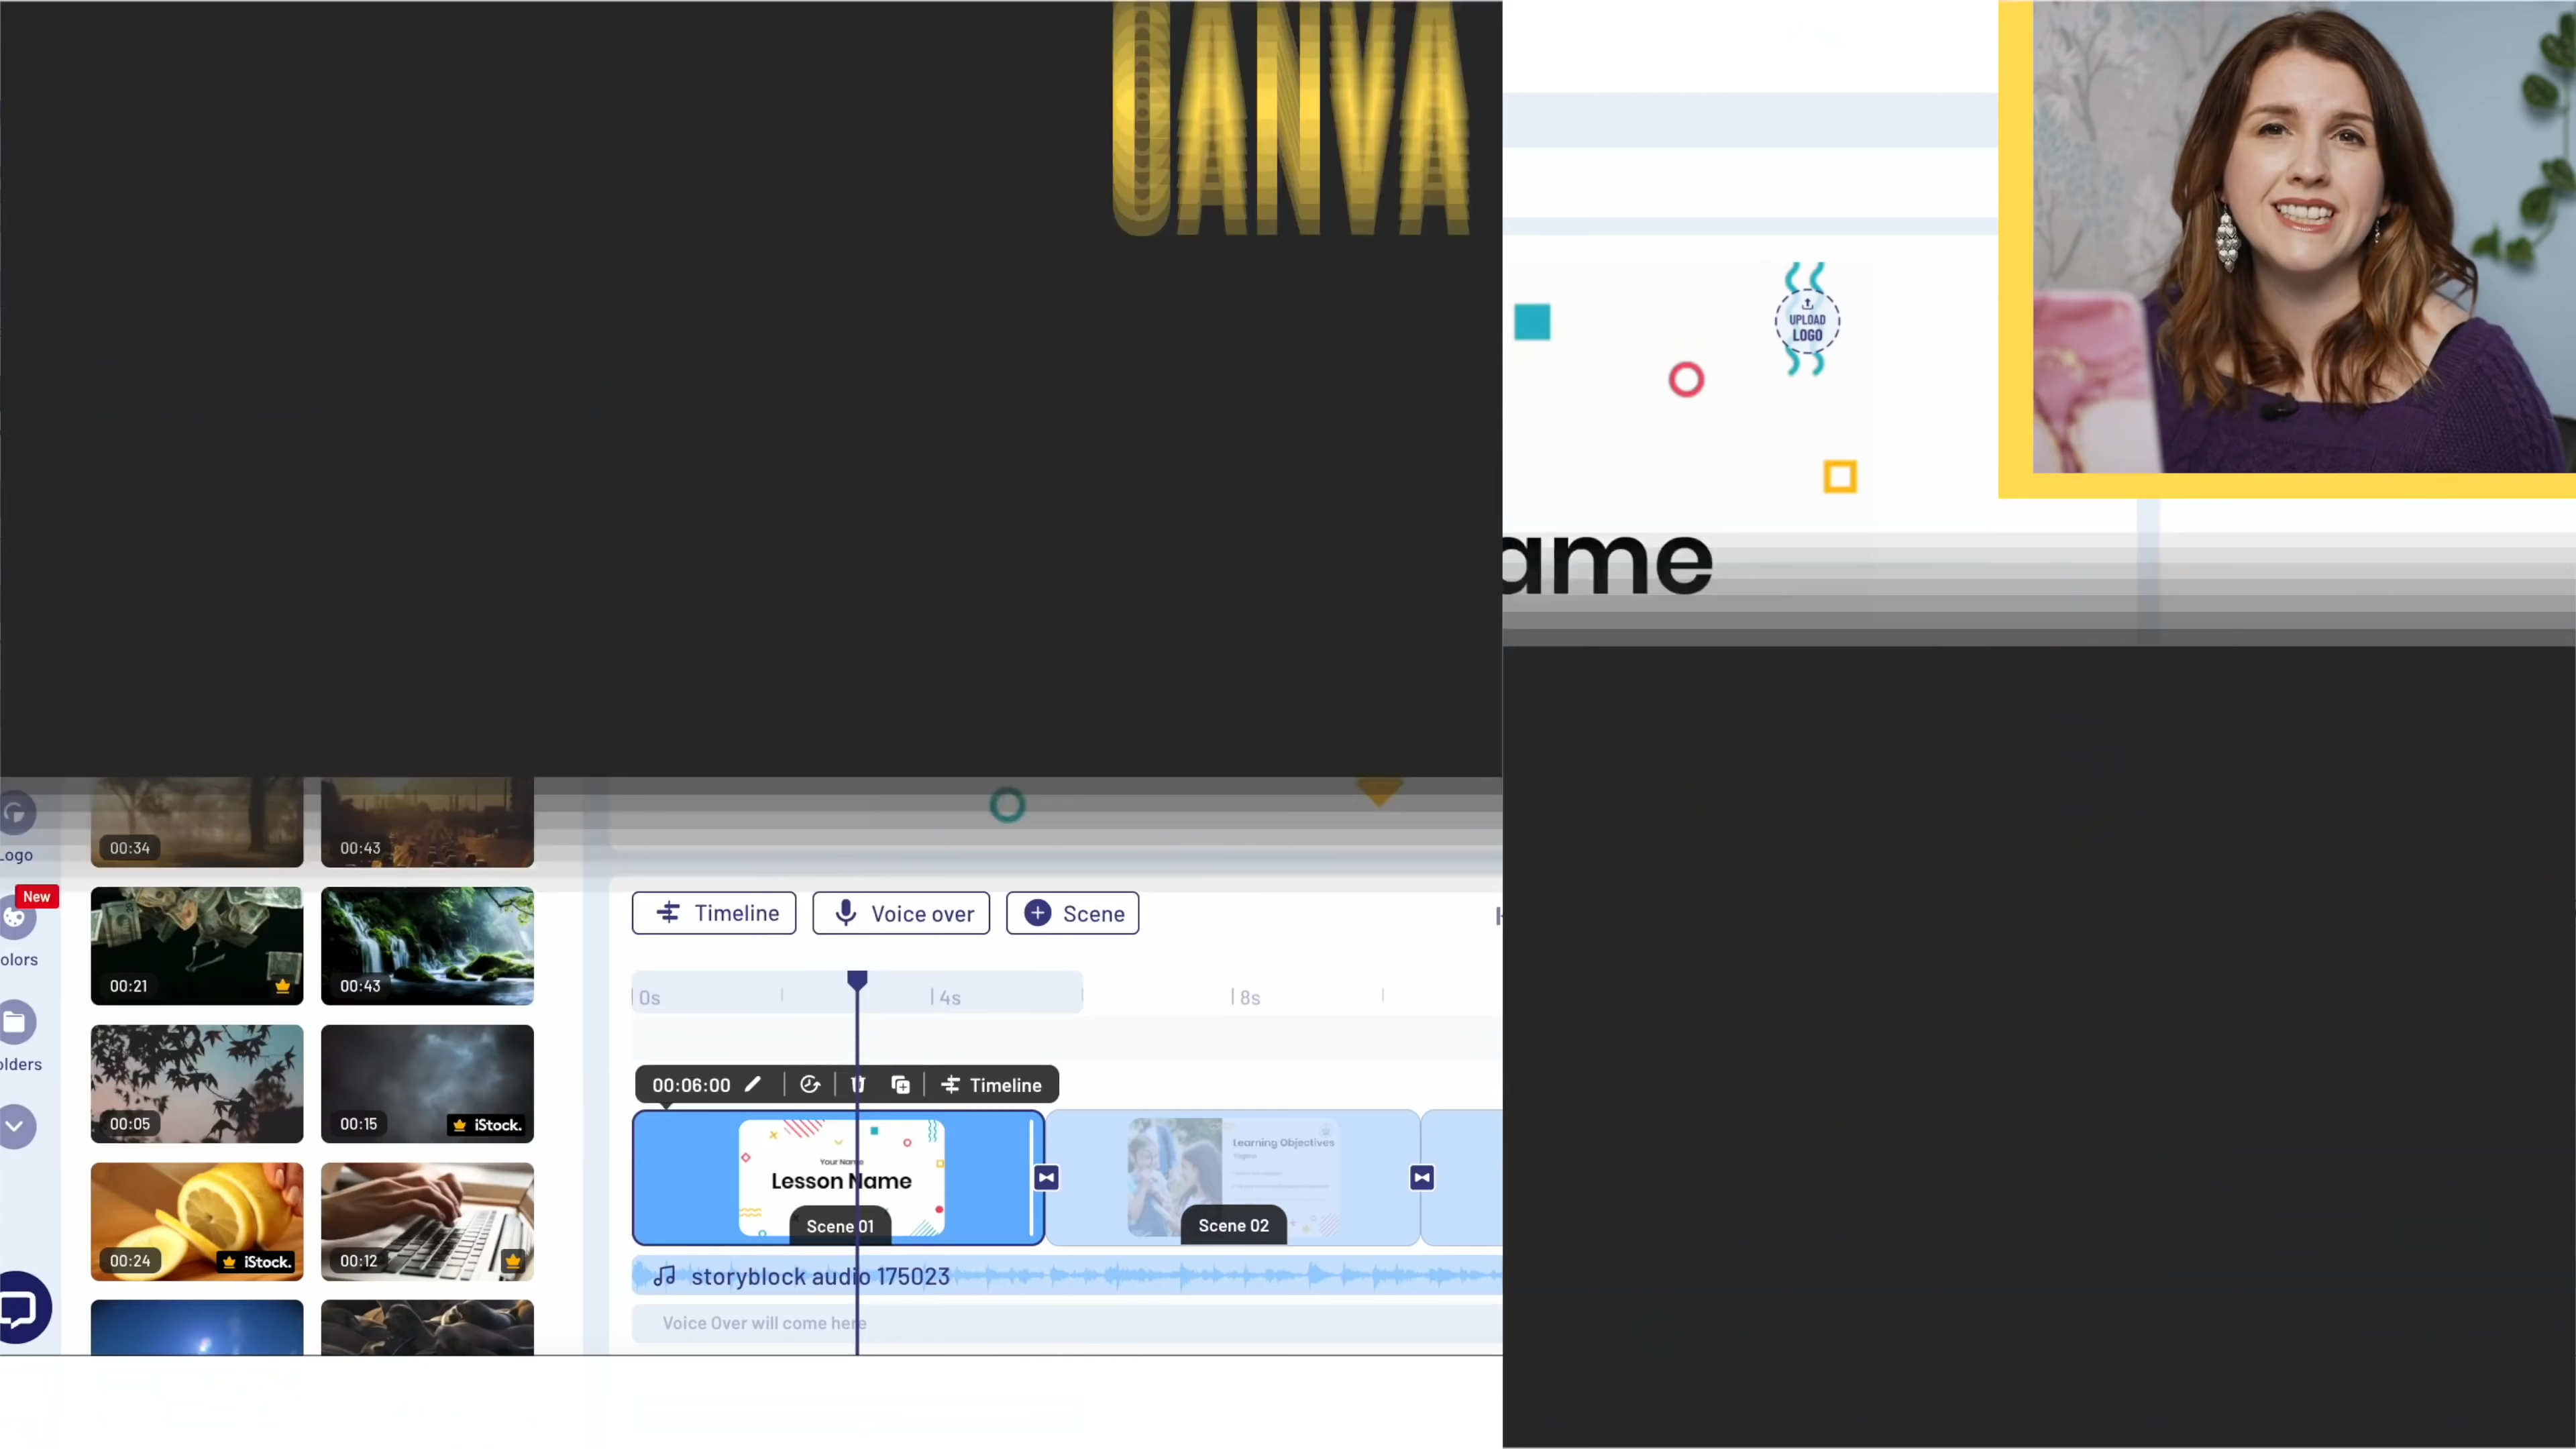 CANVA
UPLOAD
LOGO
ame
00:34
00:43
Logo
New
00:21
00:43
olors
Timeline
Voice over
Scene
0s
4s
8s
olders
00:05
00:15
iStock.
00:06:00
Timeline
Your Name
Lesson Name
Scene 01
Learning Objectives
Scene 02
00:24
iStock.
00:12
storyblock audio 175023
Voice Over will come here